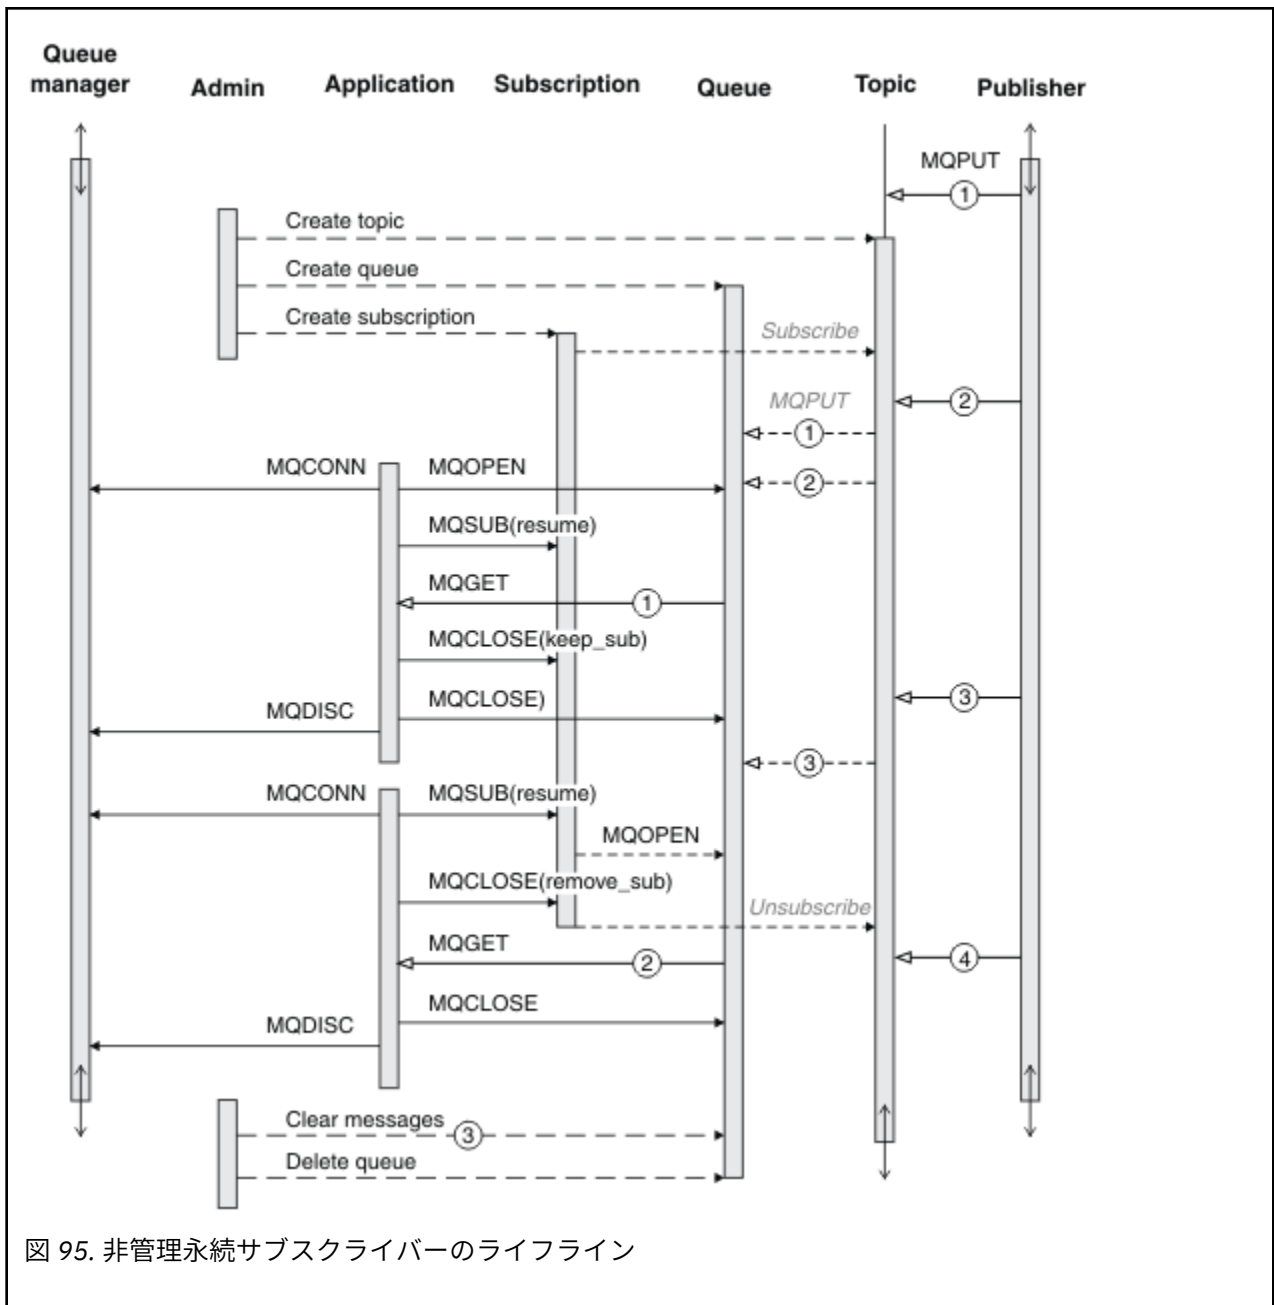 Queue
manager
Admin
Application
Subscription
Queue
Topic
Publisher
MQPUT
1
Create topic
Create queue
Create subscription
Subscribe
MQPUT
2
1
MQCONN
MQOPEN
2
MQSUB(resume)
MQGET
1
MQCLOSE(keep_sub)
MQDISC
MQCLOSE)
3
3
MQCONN
MQSUB(resume)
MQOPEN
MQCLOSE(remove_sub)
Unsubscribe
MQGET
2
4
MQCLOSE
MQDISC
Clear messages
3
Delete queue
図 95. 非管理永続サブスクライバーのライフライン